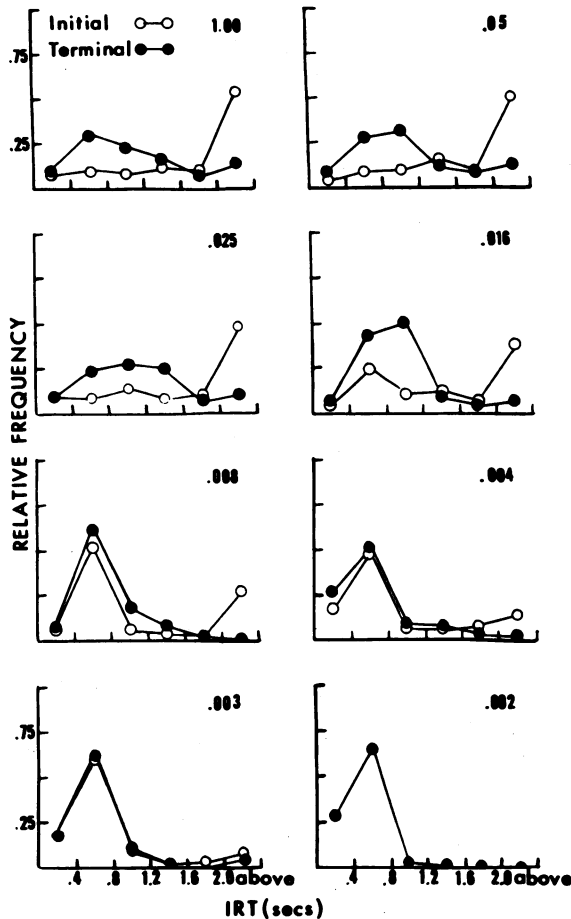 Initial
Terminal
1.00
.05
.75
.25
.025
.016
RELATIVE FREQUENCY
.008
.004
.003
.002
.75
.25
.4 .8 1.2 1.6 2.0 above
.4 .8 1.2 1.6 2.0 above
IRT (secs)